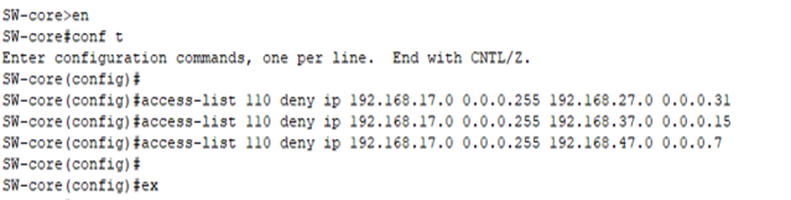 SW-core>en
SW-core#conf t
Enter configuration commands, one per line.  End with CNTL/Z.
SW-core(config)#
SW-core(config)#access-list 110 deny ip 192.168.17.0 0.0.0.255 192.168.27.0 0.0.0.31
SW-core(config)#access-list 110 deny ip 192.168.17.0 0.0.0.255 192.168.37.0 0.0.0.15
SW-core(config)#access-list 110 deny ip 192.168.17.0 0.0.0.255 192.168.47.0 0.0.0.7
SW-core(config)#
SW-core(config)#ex